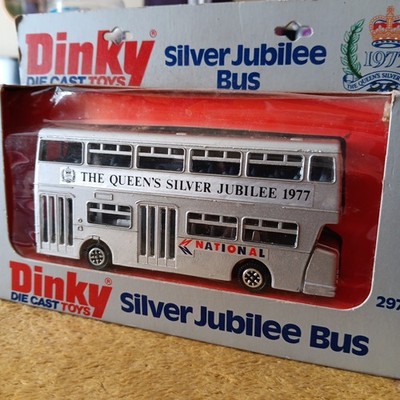 Dinky
DIE CAST TOYS
Silver Jubilee
Bus
THE QUEEN'S SILVER JUBILEE 1977
NATIONAL
Dinky
DIE CAST TOYS
Silver Jubilee Bus
297